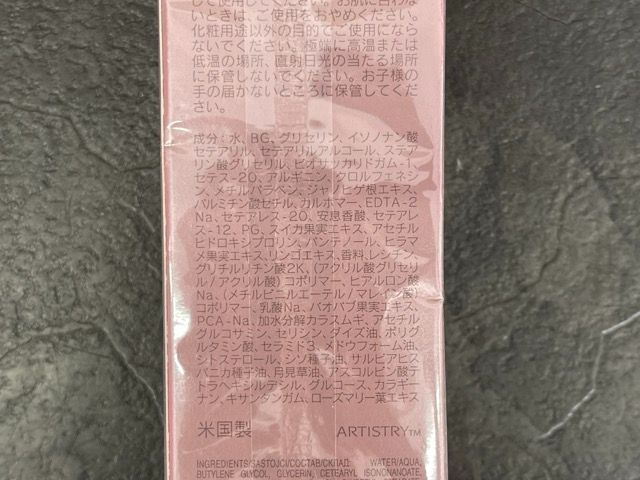 してください。お肌に合わな
いときは、ご使用をおやめください。
化粧用途以外の目的でご使用になら
ないでください。極端に高温または
低温の場所、直射日光の当たる場所
に保管しないでください。お子様の
手の届かないところに保管してくだ
さい。
成分:水、BG、グリセリン、イソノナン酸
セテアリル、セテアリルアルコール、ステア
リン酸グリセリル、ビオサッカリドガム-1、
セテス-20、アルギニン、クロルフェネシ
ン、メチルパラベン、ジャノヒゲ根エキス、
パルミチン酸セチル、カルボマー、EDTA-2
Na、セテアレス-20、安息香酸、セテアレ
ス-12、PG、スイカ果実エキス、アセチル
ヒドロキシプロリン、パンテノール、ヒラマ
メ果実エキス、リンゴエキス、香料、レシチン、
グリチルリチン酸2K、(アクリル酸グリセリ
ル/アクリル酸)コポリマー、ヒアルロン酸
Na、(メチルビニルエーテル/マレイン酸)
コポリマー、乳酸Na、バオバブ果実エキス、
PCA-Na、加水分解カラスムギ、アセチル
グルコサミン、セリシン、ダイズ油、ポリグ
ルタミン酸、セラミド3、メドウフォーム油、
シトステロール、シソ種子油、サルビアヒス
パニカ種子油、月見草油、アスコルビン酸テ
トラヘキシルデシル、グルコース、カラギー
ナン、キサンタンガム、ローズマリー葉エキス
米国製 ARTISTRY™
INGREDIENTS/SASTOJCI/СОСТАВ/СКЛАД: WATER/AQUA,
BUTYLENE GLYCOL, GLYCERIN, CETEARYL ISONONANOATE,